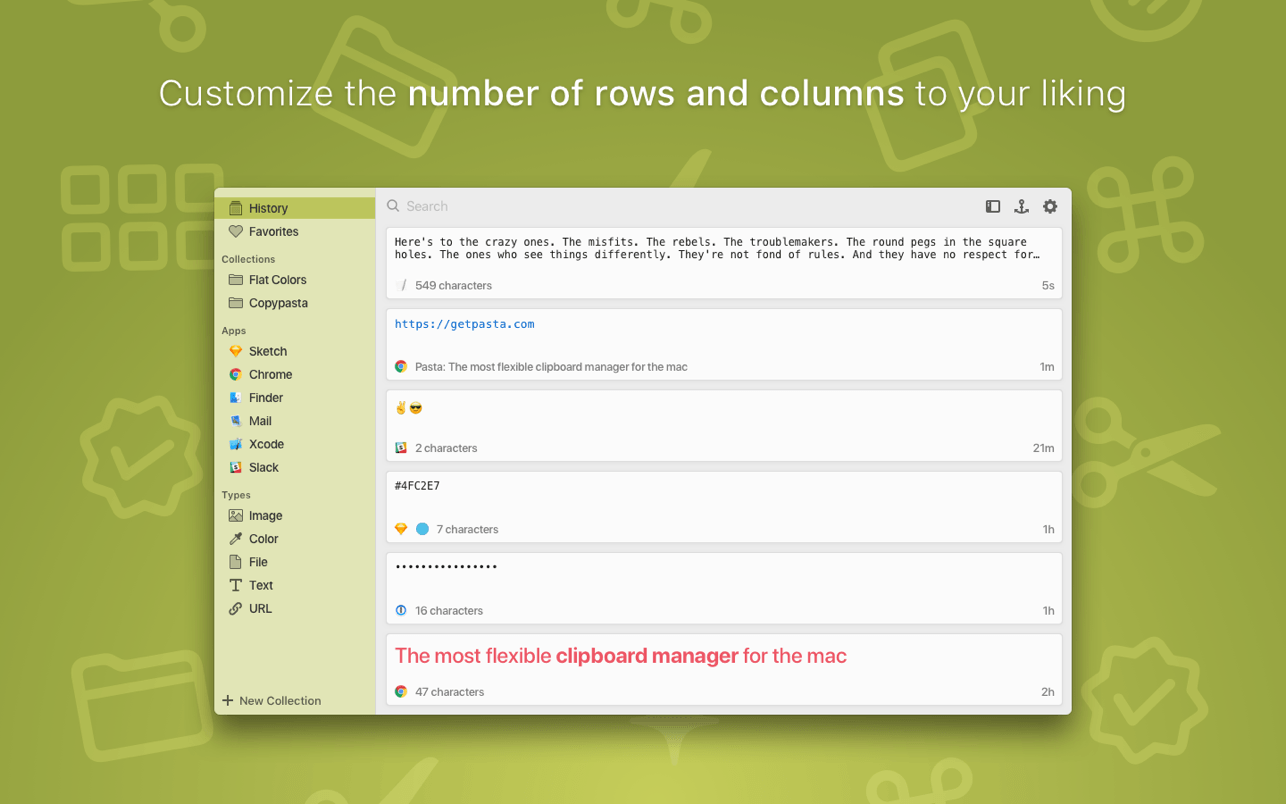 Customize the number of rows and columns to your liking
History
Favorites
Collections
Flat Colors
Copypasta
Apps
Sketch
Chrome
Finder
Mail
Xcode
Slack
Types
Image
Color
File
Text
URL
New Collection
Search
Here's to the crazy ones. The misfits. The rebels. The troublemakers. The round pegs in the square
holes. The ones who see things differently. They're not fond of rules. And they have no respect for…
549 characters 5s
https://getpasta.com
Pasta: The most flexible clipboard manager for the mac 1m
✌️😎
2 characters 21m
#4FC2E7
7 characters 1h
••••••••••••••••
16 characters 1h
The most flexible clipboard manager for the mac
47 characters 2h